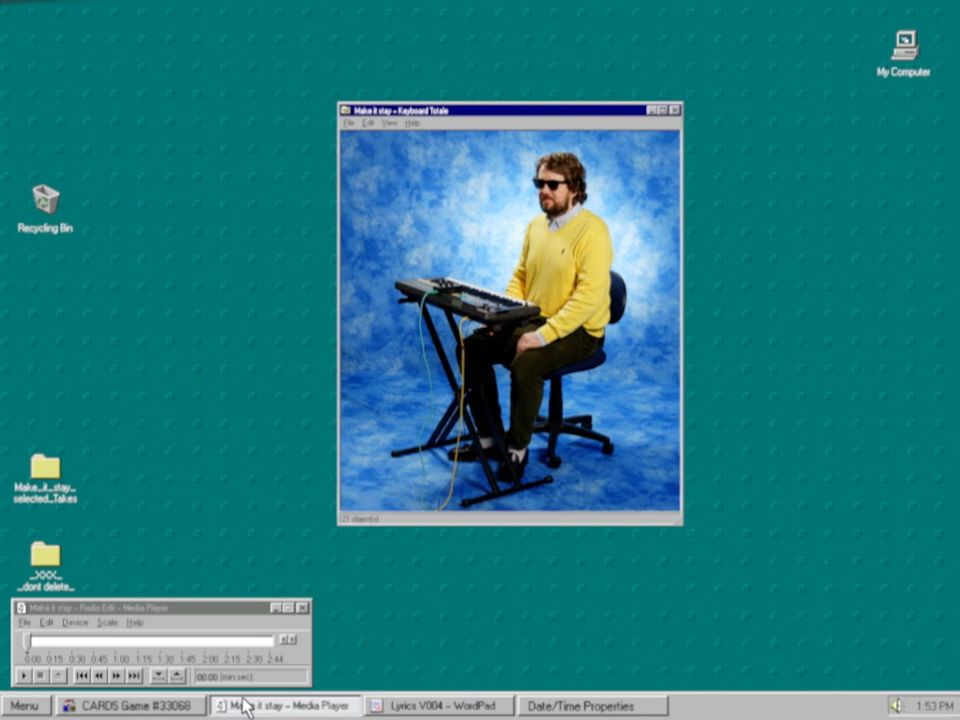 My Computer
Make it stay – Keyboard Totale
File Edit View Help
Recycling Bin
21 object(s)
Make_it_stay_
selected_Takes
_XXX_
_dont delete_
Make it stay – Radio Edit – Media Player
File Edit Device Scale Help
0:00 0:15 0:30 0:45 1:00 1:15 1:30 1:45 2:00 2:15 2:30 2:44
00:00 (min:sec)
Menu
CARDS Game #33068
Make it stay – Media Player
Lyrics V004 – WordPad
Date/Time Properties
1:53 PM